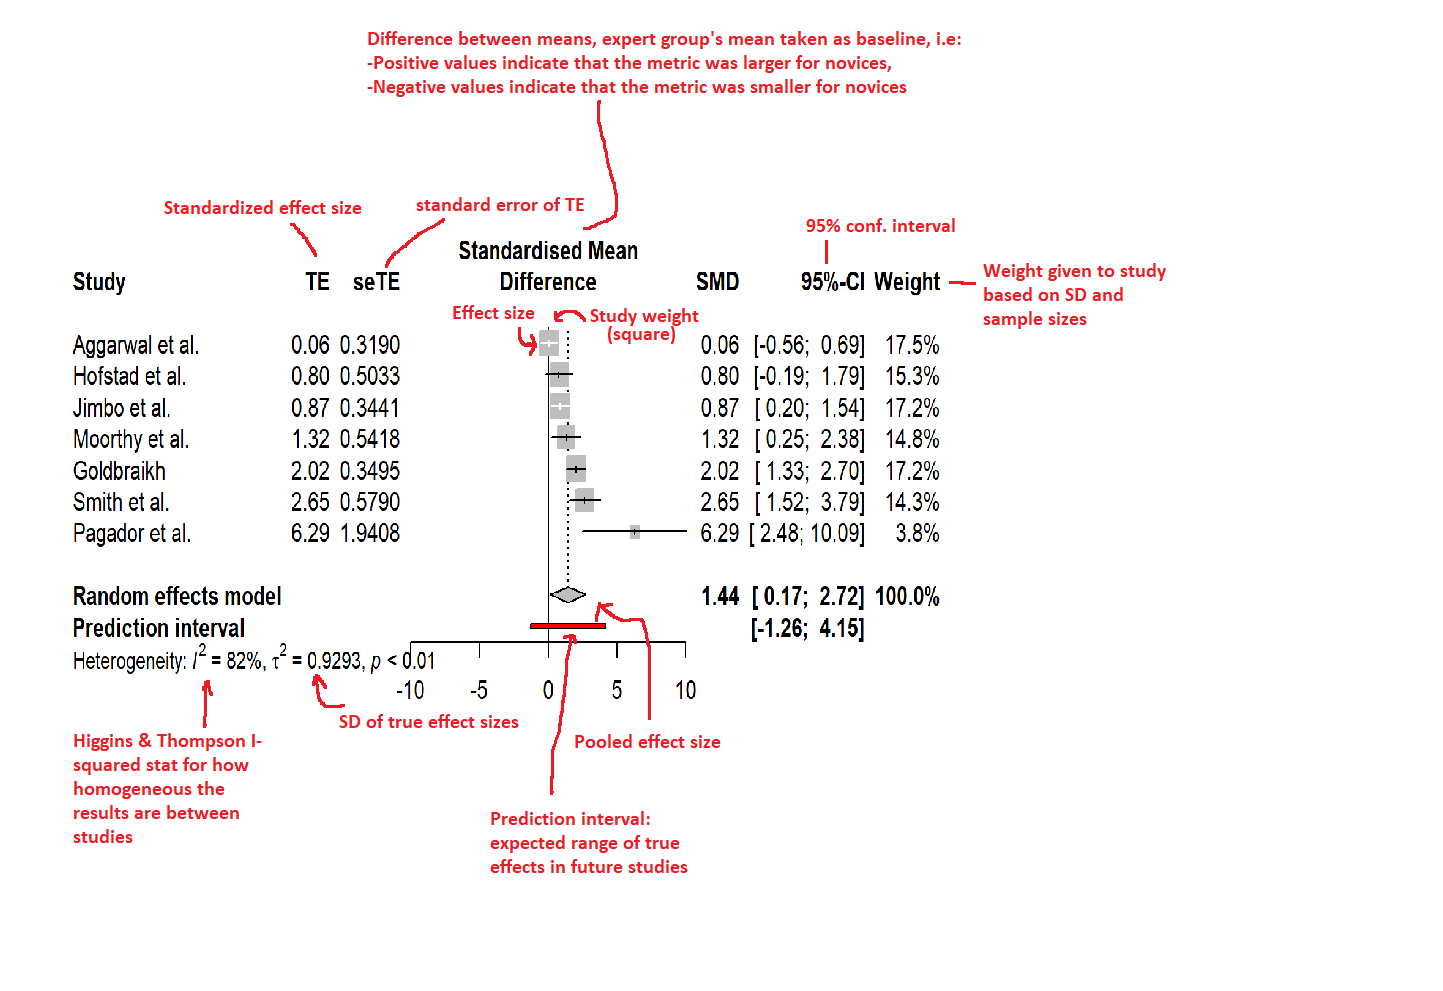 Difference between means, expert group's mean taken as baseline, i.e:
-Positive values indicate that the metric was larger for novices,
-Negative values indicate that the metric was smaller for novices
Standardized effect size
standard error of TE
95% conf. interval
Standardised Mean
Study TE seTE Difference SMD 95%-CI Weight
Weight given to study
based on SD and
sample sizes
Effect size
Study weight
(square)
Aggarwal et al. 0.06 0.3190 0.06 [-0.56; 0.69] 17.5%
Hofstad et al. 0.80 0.5033 0.80 [-0.19; 1.79] 15.3%
Jimbo et al. 0.87 0.3441 0.87 [ 0.20; 1.54] 17.2%
Moorthy et al. 1.32 0.5418 1.32 [ 0.25; 2.38] 14.8%
Goldbraikh 2.02 0.3495 2.02 [ 1.33; 2.70] 17.2%
Smith et al. 2.65 0.5790 2.65 [ 1.52; 3.79] 14.3%
Pagador et al. 6.29 1.9408 6.29 [ 2.48; 10.09] 3.8%
Random effects model 1.44 [ 0.17; 2.72] 100.0%
Prediction interval [-1.26; 4.15]
Heterogeneity: I² = 82%, τ² = 0.9293, p < 0.01
-10 -5 0 5 10
SD of true effect sizes
Pooled effect size
Higgins & Thompson I-
squared stat for how
homogeneous the
results are between
studies
Prediction interval:
expected range of true
effects in future studies